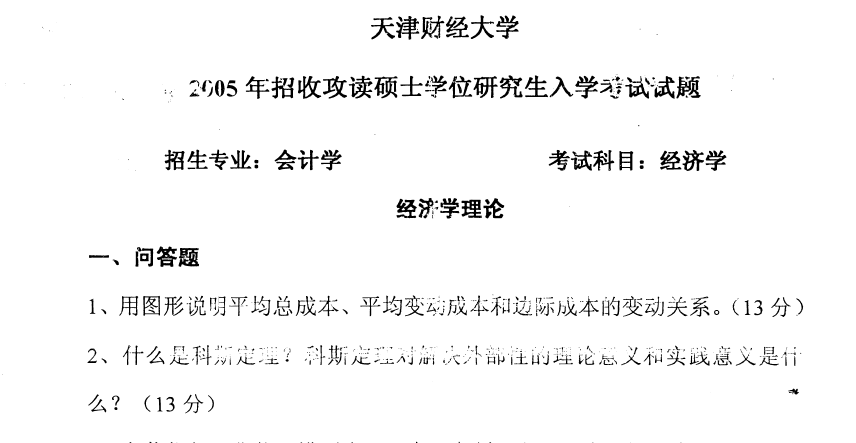 天津财经大学
2005 年招收攻读硕士学位研究生入学考试试题
招生专业：会计学 考试科目：经济学
经济学理论
一、问答题
1、用图形说明平均总成本、平均变动成本和边际成本的变动关系。（13 分）
2、什么是科斯定理？科斯定理对解决外部性的理论意义和实践意义是什
么？（13 分）